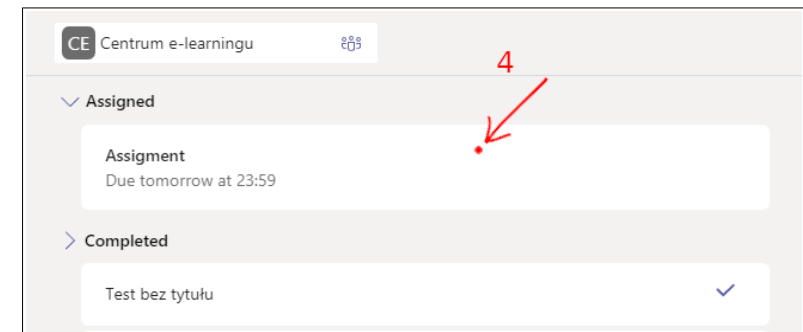 CE Centrum e-learningu
4
Assigned
Assigment
Due tomorrow at 23:59
Completed
Test bez tytułu